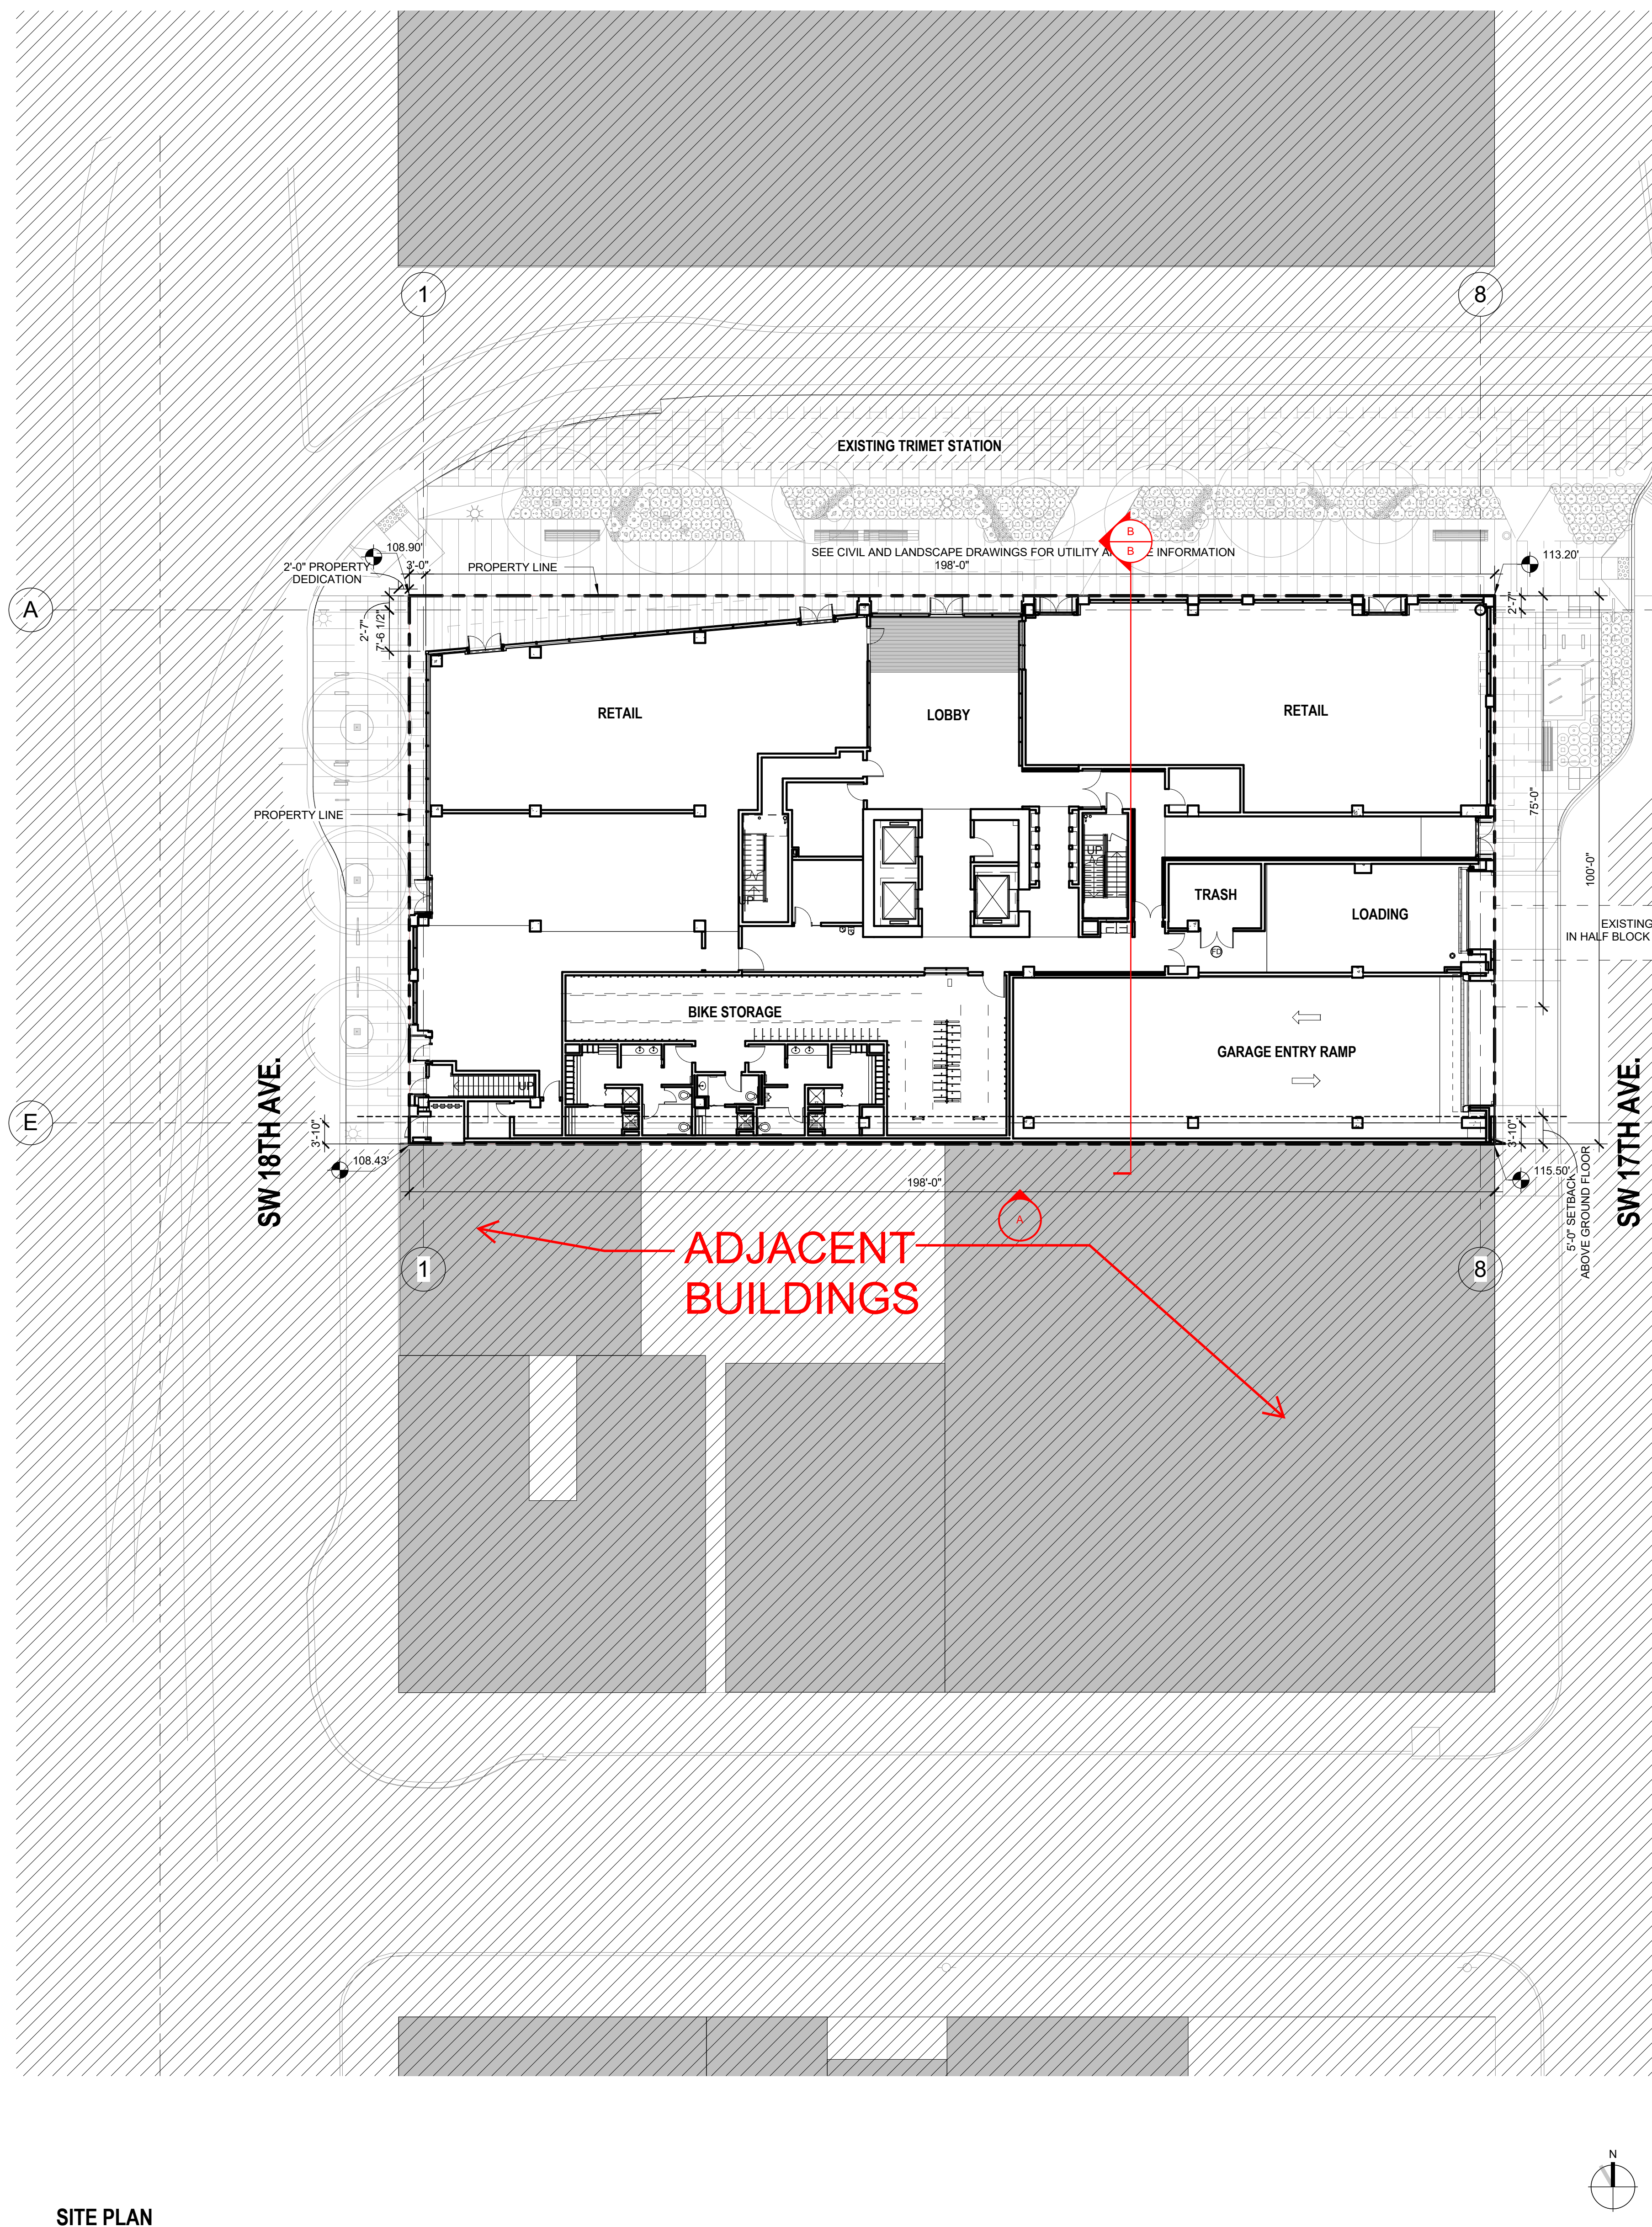 1
8
EXISTING TRIMET STATION
B
B
108.90'
2'-0" PROPERTY
DEDICATION
3'-0"
PROPERTY LINE
SEE CIVIL AND LANDSCAPE DRAWINGS FOR UTILITY A E INFORMATION
198'-0"
113.20'
A
2'-7"
7'-6 1/2"
2'-7"
RETAIL
LOBBY
RETAIL
PROPERTY LINE
75'-0"
100'-0"
UP
UP
TRASH
LOADING
FD
EXISTING
IN HALF BLOCK
BIKE STORAGE
GARAGE ENTRY RAMP
UP
SW 18TH AVE.
SW 17TH AVE.
E
3'-10"
3'-10"
108.43'
115.50'
198'-0"
5'-0" SETBACK
ABOVE GROUND FLOOR
A
ADJACENT
BUILDINGS
1
8
N
SITE PLAN